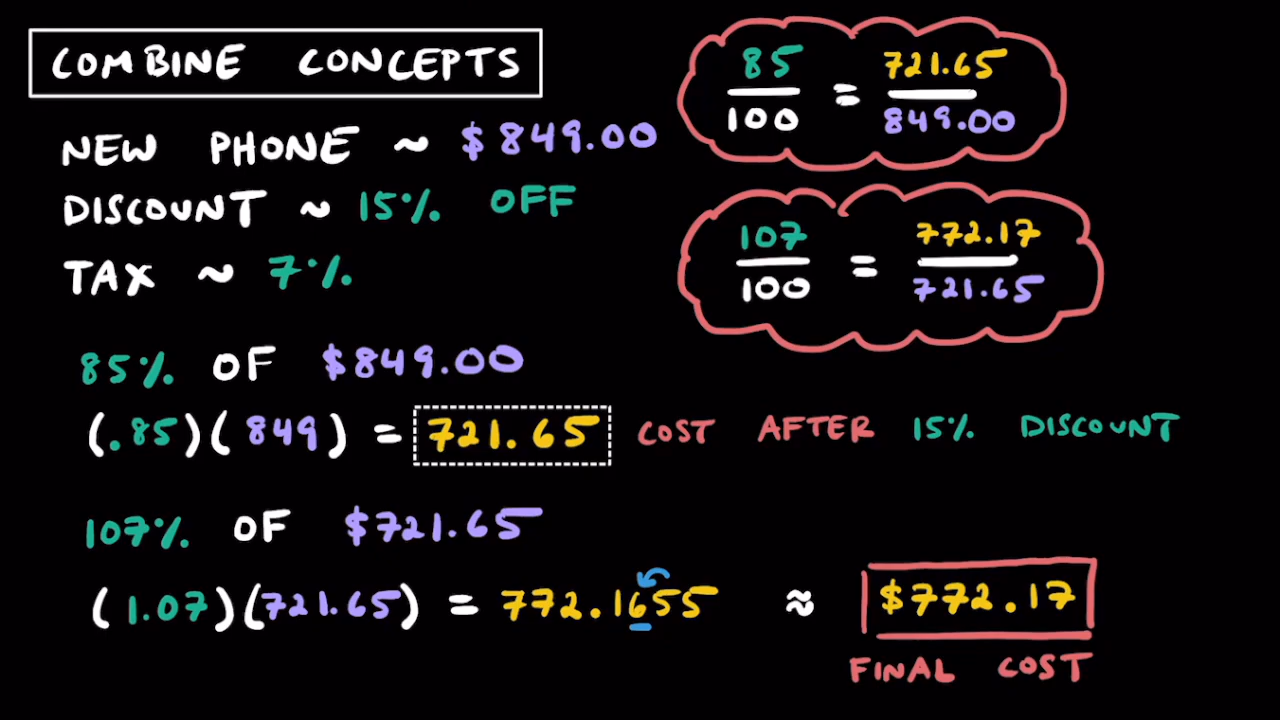 COMBINE CONCEPTS
NEW PHONE ~ $849.00
DISCOUNT ~ 15% OFF
TAX ~ 7%
85/100 = 721.65/849.00
107/100 = 772.17/721.65
85% OF $849.00
(.85)(849) = 721.65 COST AFTER 15% DISCOUNT
107% OF $721.65
(1.07)(721.65) = 772.1655 ≈ $772.17
FINAL COST